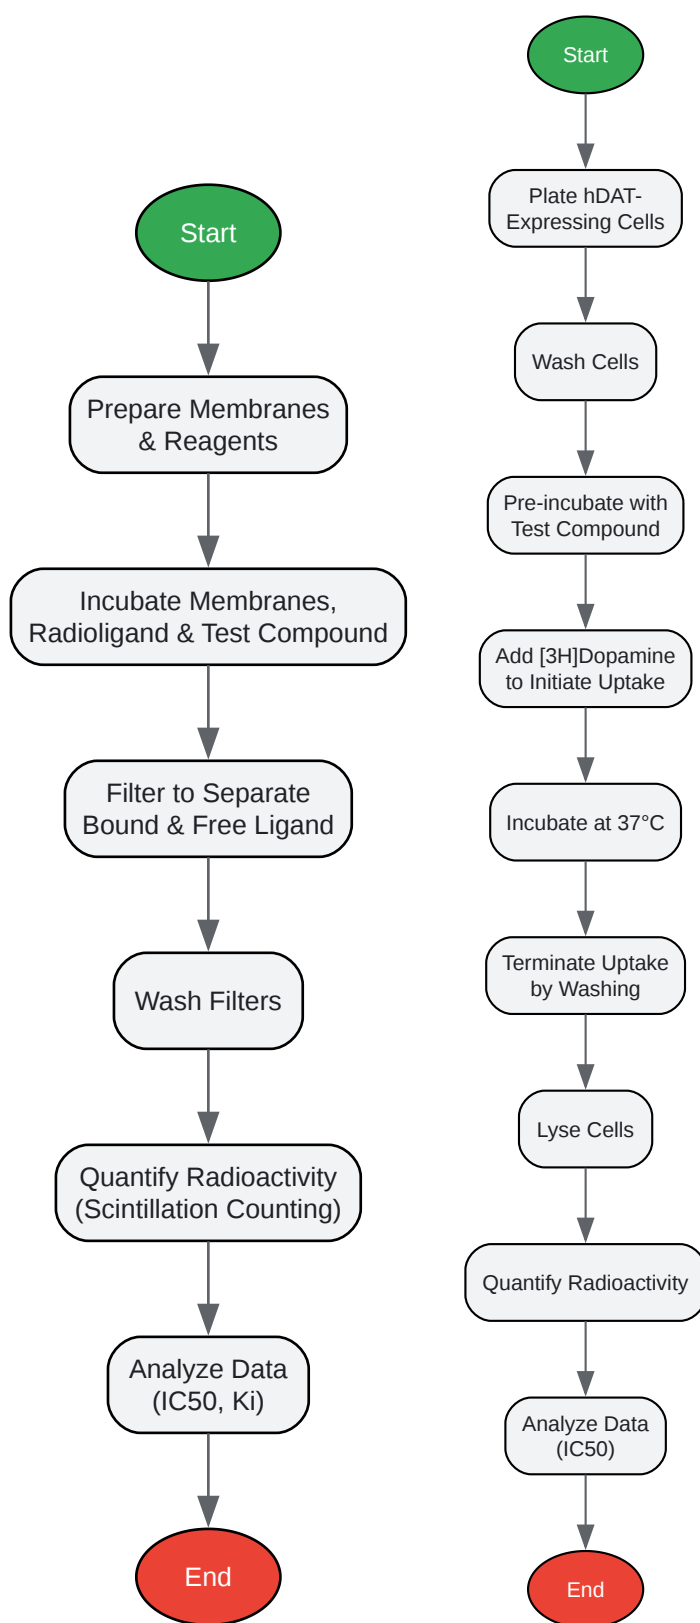 Start
Prepare Membranes
& Reagents
Incubate Membranes,
Radioligand & Test Compound
Filter to Separate
Bound & Free Ligand
Wash Filters
Quantify Radioactivity
(Scintillation Counting)
Analyze Data
(IC50, Ki)
End
Start
Plate hDAT-
Expressing Cells
Wash Cells
Pre-incubate with
Test Compound
Add [3H]Dopamine
to Initiate Uptake
Incubate at 37°C
Terminate Uptake
by Washing
Lyse Cells
Quantify Radioactivity
Analyze Data
(IC50)
End